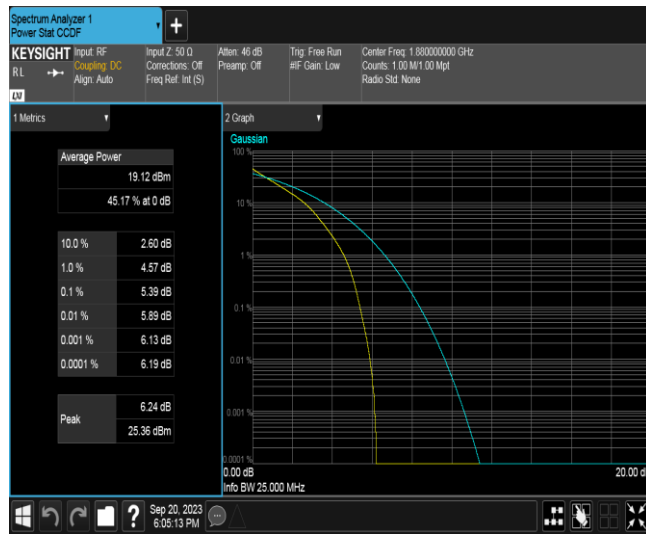 Spectrum Analyzer 1
Power Stat CCDF
+
KEYSIGHT
RL
LXI
Input: RF
Coupling: DC
Align: Auto
Input Z: 50 Ω
Corrections: Off
Freq Ref: Int (S)
Atten: 46 dB
Preamp: Off
Trig: Free Run
#IF Gain: Low
Center Freq: 1.880000000 GHz
Counts: 1.00 M/1.00 Mpt
Radio Std: None
1 Metrics
Average Power
19.12 dBm
45.17 % at 0 dB
10.0 % 2.60 dB
1.0 % 4.57 dB
0.1 % 5.39 dB
0.01 % 5.89 dB
0.001 % 6.13 dB
0.0001 % 6.19 dB
Peak
6.24 dB
25.36 dBm
2 Graph
Gaussian
100 %
10 %
1 %
0.1 %
0.01 %
0.001 %
0.0001 %
0.00 dB
20.00 d
Info BW 25.000 MHz
?
Sep 20, 2023
6:05:13 PM